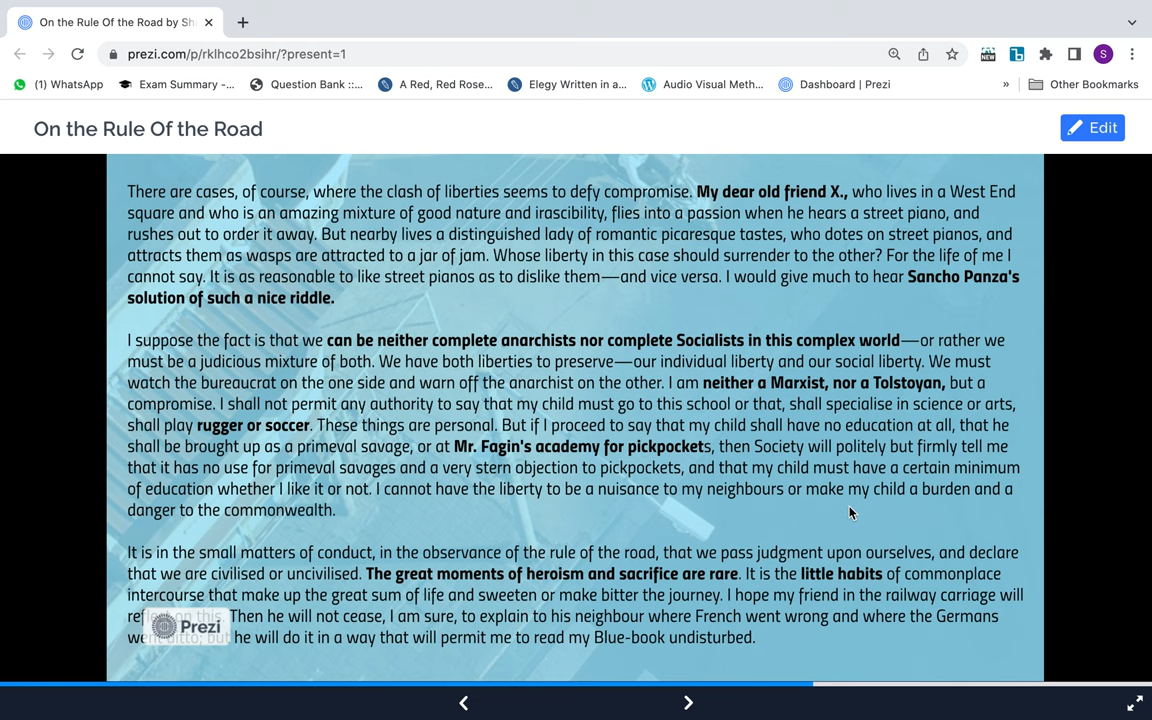 On the Rule Of the Road by Sh
prezi.com/p/rklhco2bsihr/?present=1
NEW
S
(1) WhatsApp
Exam Summary -...
Question Bank ::...
A Red, Red Rose...
Elegy Written in a...
Audio Visual Meth...
Dashboard | Prezi
»
Other Bookmarks
On the Rule Of the Road
Edit
There are cases, of course, where the clash of liberties seems to defy compromise. My dear old friend X., who lives in a West End
square and who is an amazing mixture of good nature and irascibility, flies into a passion when he hears a street piano, and
rushes out to order it away. But nearby lives a distinguished lady of romantic picaresque tastes, who dotes on street pianos, and
attracts them as wasps are attracted to a jar of jam. Whose liberty in this case should surrender to the other? For the life of me I
cannot say. It is as reasonable to like street pianos as to dislike them—and vice versa. I would give much to hear Sancho Panza's
solution of such a nice riddle.
I suppose the fact is that we can be neither complete anarchists nor complete Socialists in this complex world—or rather we
must be a judicious mixture of both. We have both liberties to preserve—our individual liberty and our social liberty. We must
watch the bureaucrat on the one side and warn off the anarchist on the other. I am neither a Marxist, nor a Tolstoyan, but a
compromise. I shall not permit any authority to say that my child must go to this school or that, shall specialise in science or arts,
shall play rugger or soccer. These things are personal. But if I proceed to say that my child shall have no education at all, that he
shall be brought up as a primeval savage, or at Mr. Fagin's academy for pickpockets, then Society will politely but firmly tell me
that it has no use for primeval savages and a very stern objection to pickpockets, and that my child must have a certain minimum
of education whether I like it or not. I cannot have the liberty to be a nuisance to my neighbours or make my child a burden and a
danger to the commonwealth.
It is in the small matters of conduct, in the observance of the rule of the road, that we pass judgment upon ourselves, and declare
that we are civilised or uncivilised. The great moments of heroism and sacrifice are rare. It is the little habits of commonplace
intercourse that make up the great sum of life and sweeten or make bitter the journey. I hope my friend in the railway carriage will
reflect on this. Then he will not cease, I am sure, to explain to his neighbour where French went wrong and where the Germans
went ditto; but he will do it in a way that will permit me to read my Blue-book undisturbed.
Prezi